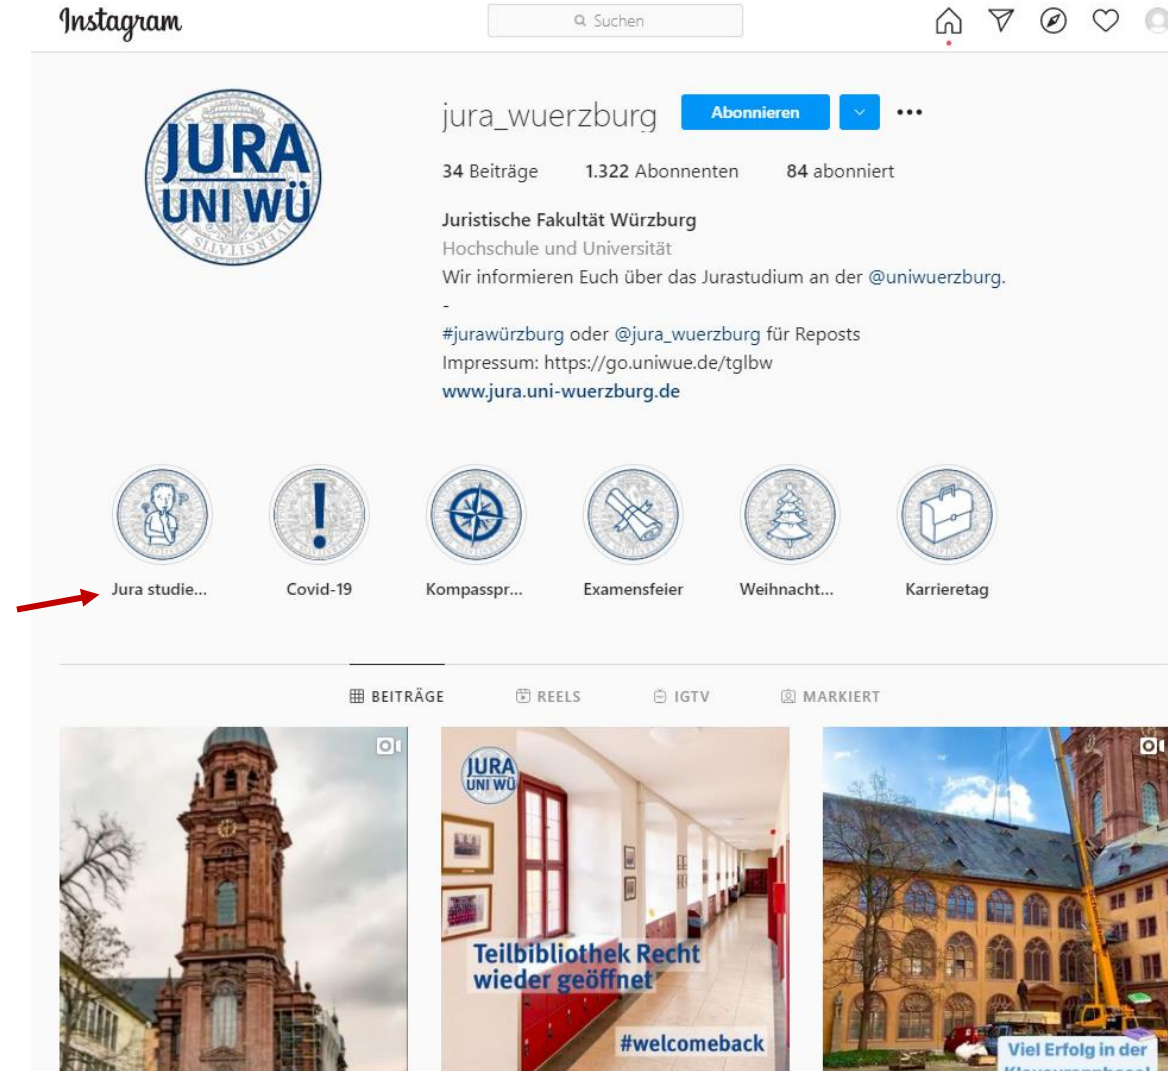 Instagram
Suchen
jura_wuerzburg Abonnieren
34 Beiträge 1.322 Abonnenten 84 abonniert
JURA
UNI WÜ
Juristische Fakultät Würzburg
Hochschule und Universität
Wir informieren Euch über das Jurastudium an der @uniwuerzburg.
-
#jurawürzburg oder @jura_wuerzburg für Reposts
Impressum: https://go.uniwue.de/tglbw
www.jura.uni-wuerzburg.de
Jura studie... Covid-19 Kompasspr... Examensfeier Weihnacht... Karrieretag
BEITRÄGE REELS IGTV MARKIERT
JURA
UNI WÜ
Teilbibliothek Recht
wieder geöffnet
#welcomeback
Viel Erfolg in der